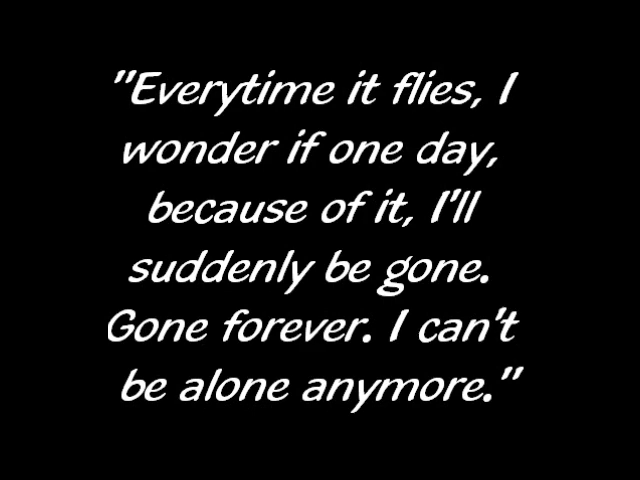 "Everytime it flies, I
wonder if one day,
because of it, I'll
suddenly be gone.
Gone forever. I can't
be alone anymore."